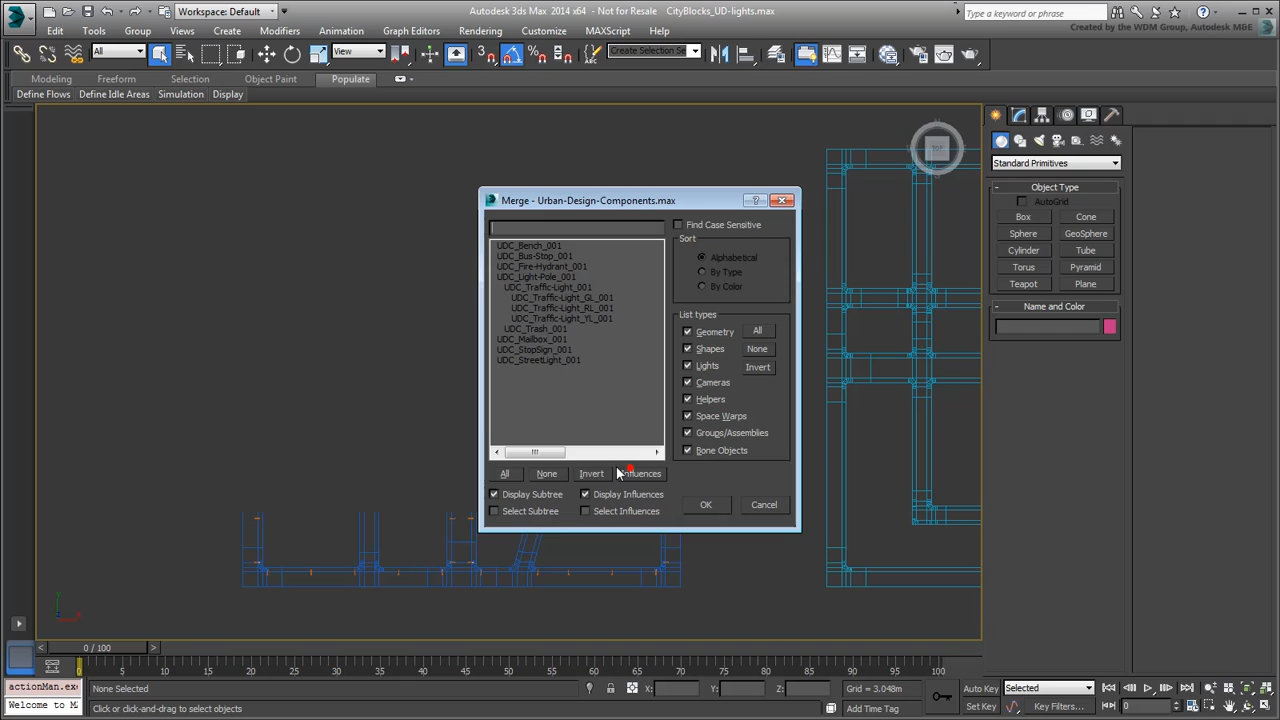 Workspace: Default
Autodesk 3ds Max 2014 - Not for Resale CityBlocks_UD-lights.max
Type a keyword or phrase
Edit Tools Group Views Create Modifiers Animation Graph Editors Rendering Customize MAXScript Help
Created by the WDM Group, Autodesk M&E
All
View
Create Selection Se
Modeling Freeform Selection Object Paint Populate
Define Flows Define Idle Areas Simulation Display
TOP
Standard Primitives
Object Type
AutoGrid
Box Cone
Sphere GeoSphere
Cylinder Tube
Torus Pyramid
Teapot Plane
Name and Color
Merge - Urban-Design-Components.max
Find Case Sensitive
Sort
Alphabetical
By Type
By Color
UDC_Bench_001
UDC_Bus-Stop_001
UDC_Fire-Hydrant_001
UDC_Light-Pole_001
UDC_Traffic-Light_001
UDC_Traffic-Light_GL_001
UDC_Traffic-Light_RL_001
UDC_Traffic-Light_YL_001
UDC_Trash_001
UDC_Mailbox_001
UDC_StopSign_001
UDC_StreetLight_001
List types
Geometry All
Shapes None
Lights Invert
Cameras
Helpers
Space Warps
Groups/Assemblies
Bone Objects
All None Invert Influences
Display Subtree Display Influences
Select Subtree Select Influences
OK Cancel
y
x
0 / 100
0 5 10 15 20 25 30 35 40 45 50 55 60 65 70 75 80 85 90 95 100
actionMan.exe
None Selected
X: Y: Z: Grid = 3.048m
Auto Key Selected
Welcome to M
Click or click-and-drag to select objects
Add Time Tag
Set Key Key Filters... 0